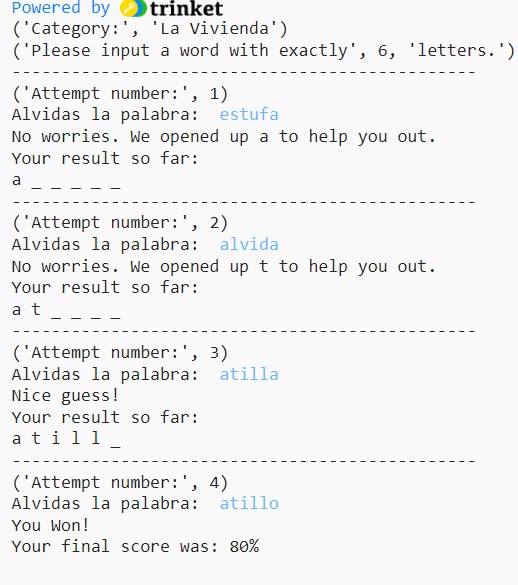 Powered by trinket
('Category:', 'La Vivienda')
('Please input a word with exactly', 6, 'letters.')
-----------------------------------------------
('Attempt number:', 1)
Alvidas la palabra:  estufa
No worries. We opened up a to help you out.
Your result so far:
a _ _ _ _ _
-----------------------------------------------
('Attempt number:', 2)
Alvidas la palabra:  alvida
No worries. We opened up t to help you out.
Your result so far:
a t _ _ _ _
-----------------------------------------------
('Attempt number:', 3)
Alvidas la palabra:  atilla
Nice guess!
Your result so far:
a t i l l _
-----------------------------------------------
('Attempt number:', 4)
Alvidas la palabra:  atillo
You Won!
Your final score was: 80%